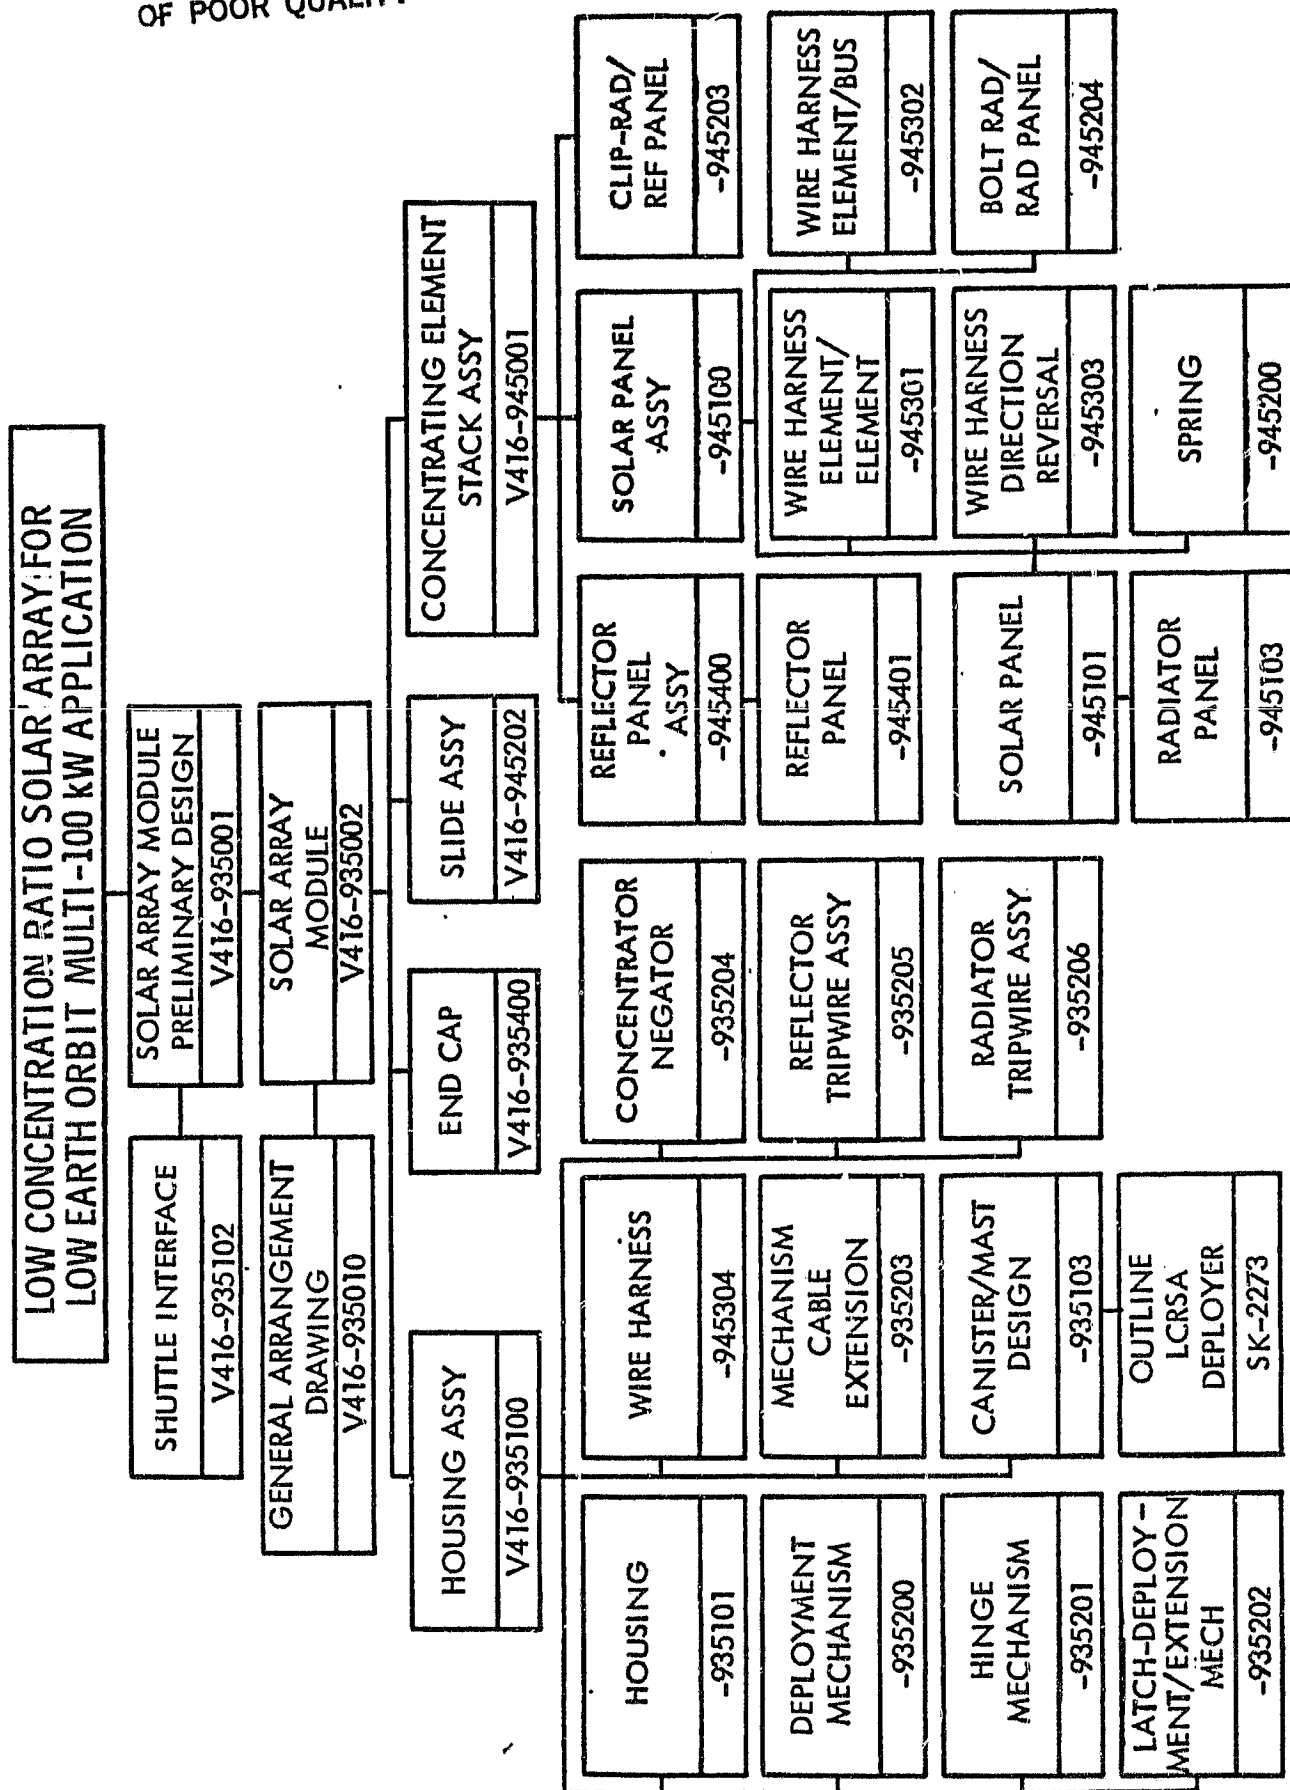 OF POOR QUALI
LOW CONCENTRATION RATIO SOLAR ARRAY FOR
LOW EARTH ORBIT MULTI-100 KW APPLICATION
SHUTTLE INTERFACE
V416-935102
SOLAR ARRAY MODULE
PRELIMINARY DESIGN
V416-935001
GENERAL ARRANGEMENT
DRAWING
V416-935010
SOLAR ARRAY
MODULE
V416-935002
HOUSING ASSY
V416-935100
END CAP
V416-935400
SLIDE ASSY
V416-945202
CONCENTRATING ELEMENT
STACK ASSY
V416-945001
HOUSING
-935101
WIRE HARNESS
-945304
CONCENTRATOR
NEGATOR
-935204
REFLECTOR
PANEL
ASSY
-945400
SOLAR PANEL
ASSY
-945100
CLIP-RAD/
REF PANEL
-945203
DEPLOYMENT
MECHANISM
-935200
MECHANISM
CABLE
EXTENSION
-935203
REFLECTOR
TRIPWIRE ASSY
-935205
REFLECTOR
PANEL
-945401
WIRE HARNESS
ELEMENT/
ELEMENT
-945301
WIRE HARNESS
ELEMENT/BUS
-945302
HINGE
MECHANISM
-935201
CANISTER/MAST
DESIGN
-935103
RADIATOR
TRIPWIRE ASSY
-935206
SOLAR PANEL
-945101
WIRE HARNESS
DIRECTION
REVERSAL
-945303
BOLT RAD/
RAD PANEL
-945204
LATCH-DEPLOY-
MENT/EXTENSION
MECH
-935202
OUTLINE
LCRSA
DEPLOYER
SK-2273
RADIATOR
PANEL
-945103
SPRING
-945200